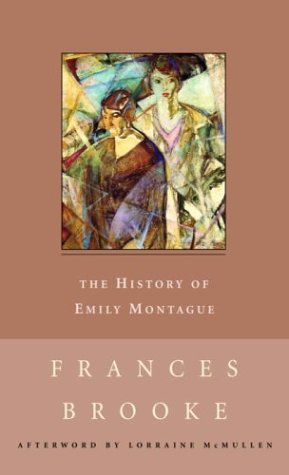 THE HISTORY OF
EMILY MONTAGUE
FRANCES
BROOKE
AFTERWORD BY LORRAINE MCMULLEN